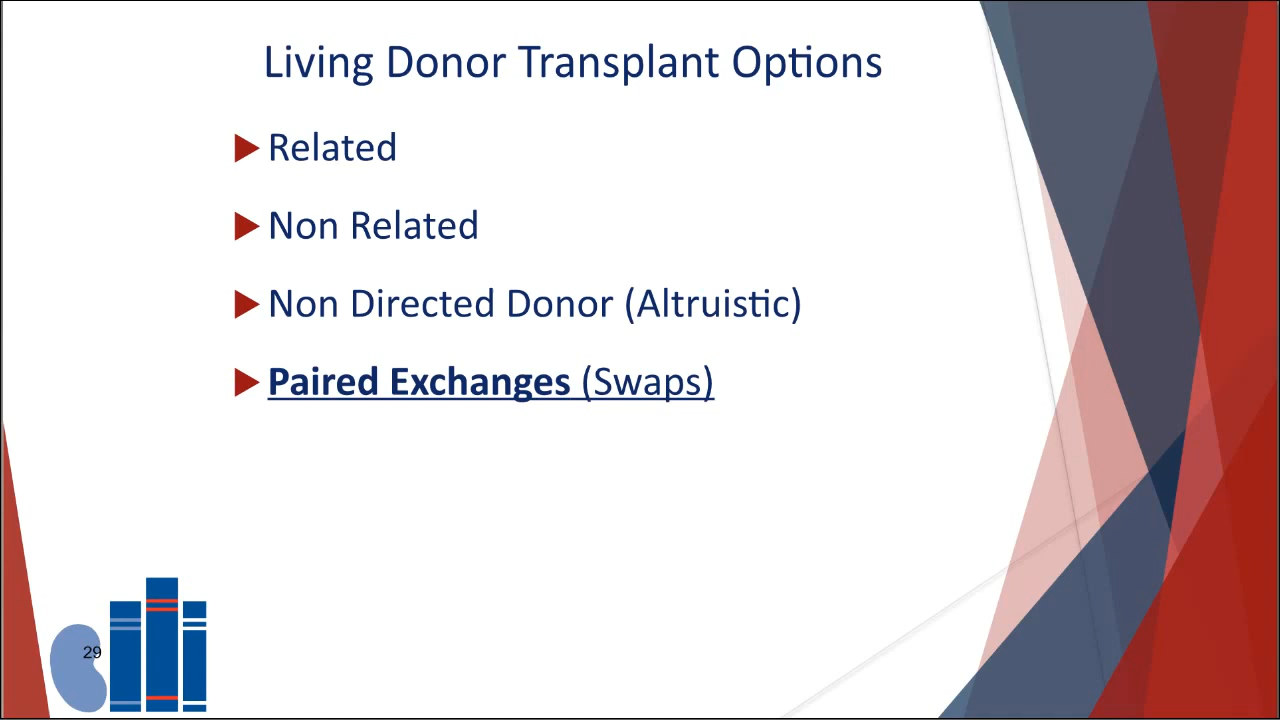 Living Donor Transplant Options
Related
Non Related
Non Directed Donor (Altruistic)
Paired Exchanges (Swaps)
29